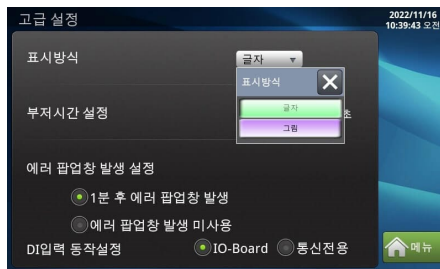 고급 설정
2022/11/16
10:39:43 오전
표시방식
글자
표시방식
글자
그림
부저시간 설정
초
에러 팝업창 발생 설정
1분 후 에러 팝업창 발생
에러 팝업창 발생 미사용
DI입력 동작설정 IO-Board 통신전용
메뉴